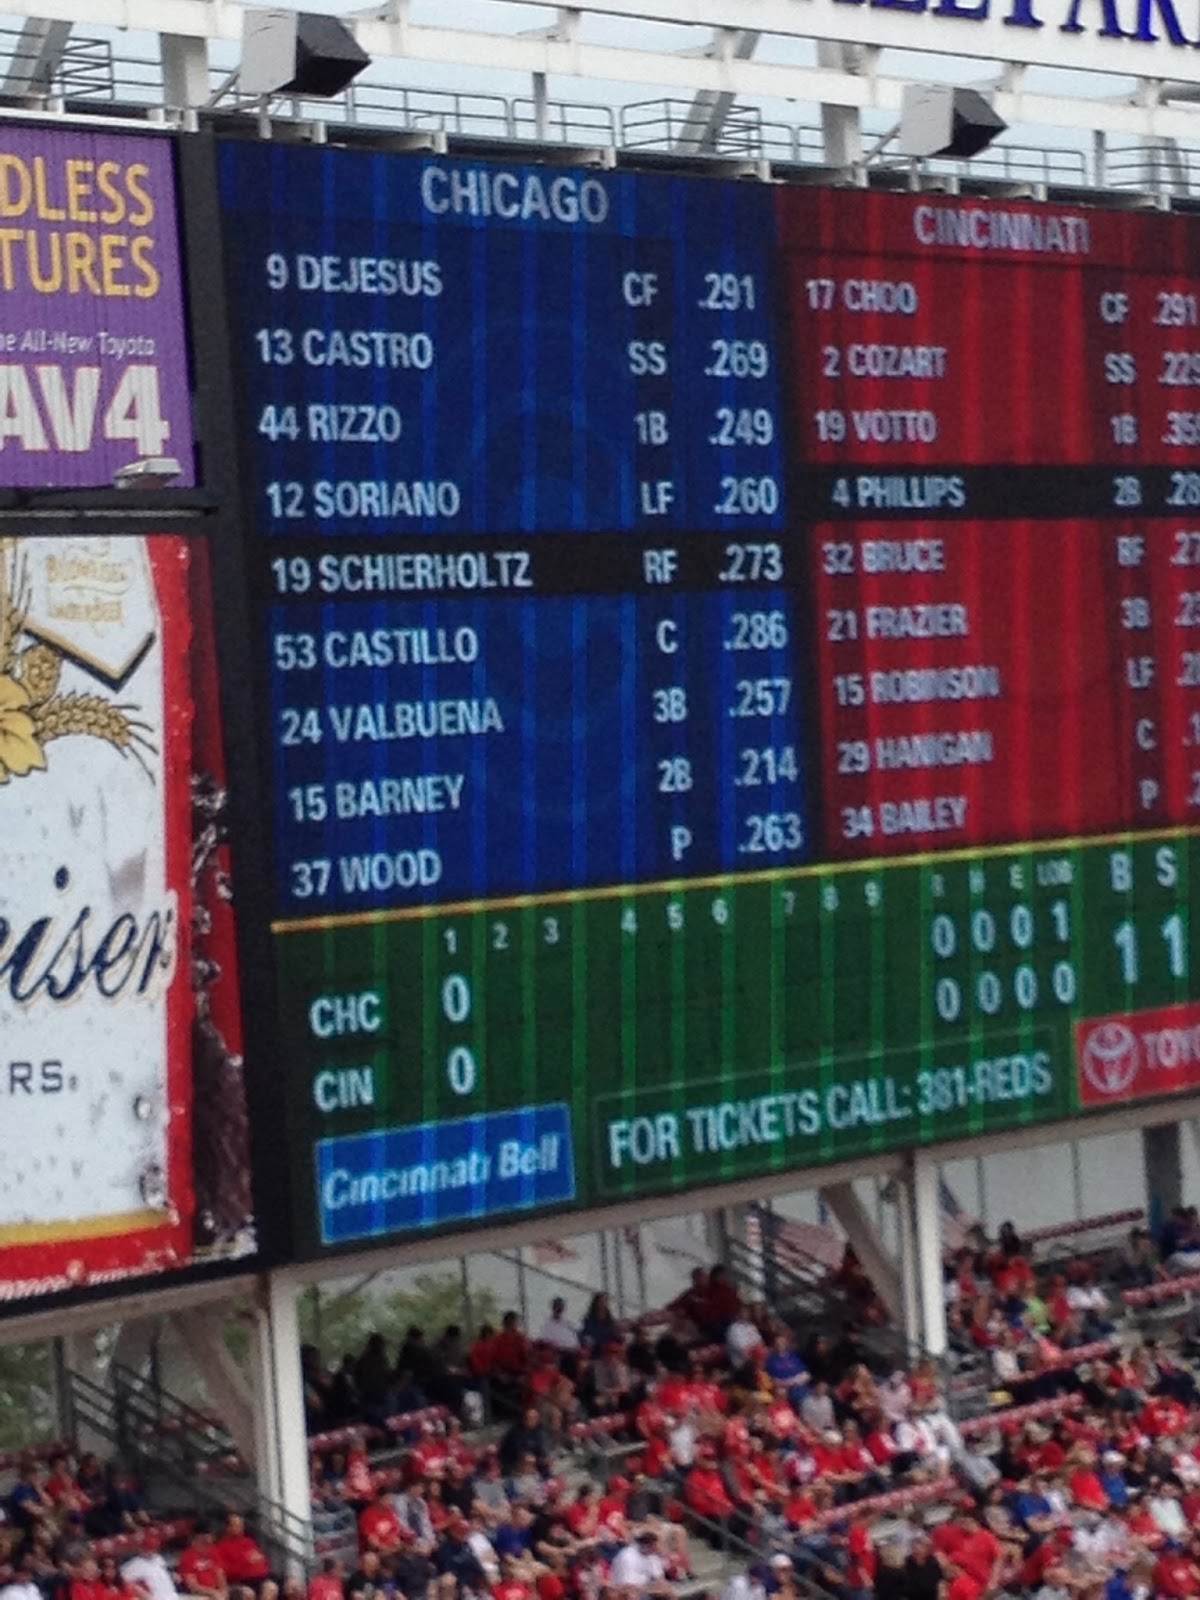 DLESS
TURES
All-New Toyota
AV4
CHICAGO
9 DEJESUS CF .291
13 CASTRO SS .269
44 RIZZO 1B .249
12 SORIANO LF .260
19 SCHIERHOLTZ RF .273
53 CASTILLO C .286
24 VALBUENA 3B .257
15 BARNEY 2B .214
37 WOOD P .263
CINCINNATI
17 CHOO CF .291
2 COZART SS .229
19 VOTTO 1B .35
4 PHILLIPS 2B
32 BRUCE RF .27
21 FRAZIER 3B
15 ROBINSON LF
29 HANIGAN C
34 BAILEY P
1 2 3 4 5 6 7 8 9 R H E LOB B S
CHC 0 0 0 0 1 1 1
CIN 0 0 0 0 0
Cincinnati Bell
FOR TICKETS CALL: 381-REDS
TOY
iser
RS.